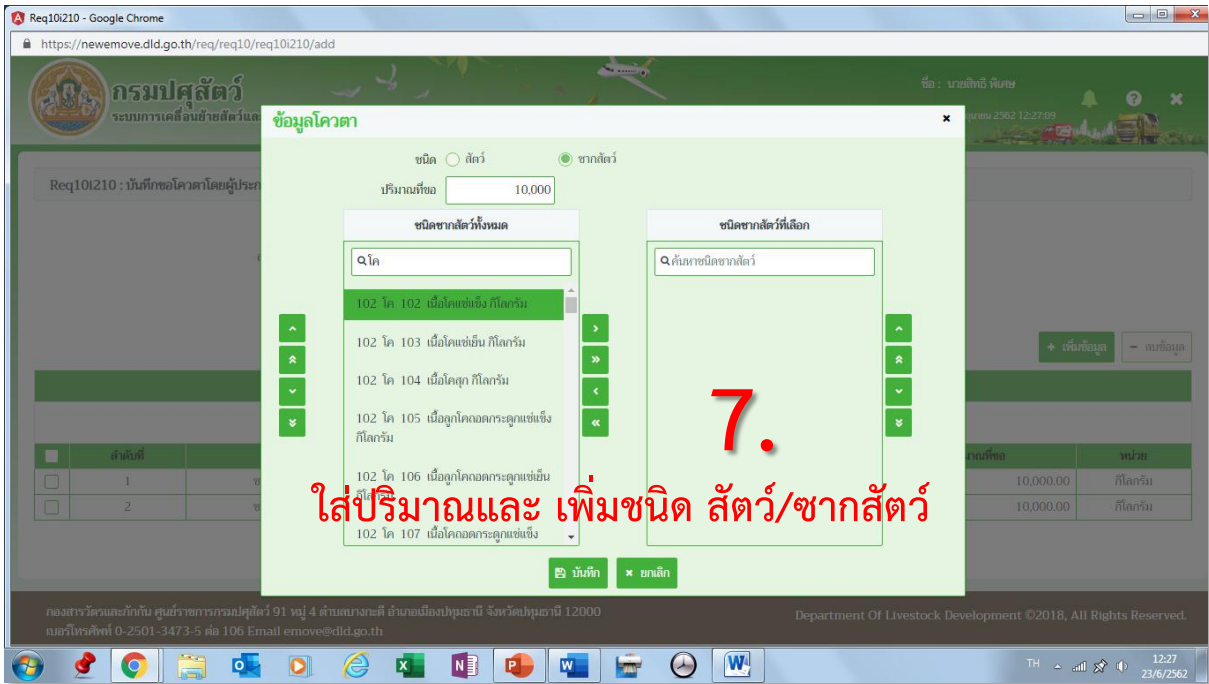 Req10i210 - Google Chrome
https://newemove.dld.go.th/req/req10/req10i210/add
กรมปศุสัตว์
ระบบการเคลื่อนย้ายสัตว์และ
ชื่อ : นายสิทธิ พิเศษ
2562 12:27:09
ข้อมูลโควตา
ชนิด สัตว์ ซากสัตว์
Req10i210 : บันทึกขอโควตาโดยผู้ประก
ปริมาณที่ขอ 10,000
ชนิดซากสัตว์ทั้งหมด
ชนิดซากสัตว์ที่เลือก
โค
ค้นหาชนิดซากสัตว์
102 โค 102 เนื้อโคแช่แข็ง กิโลกรัม
102 โค 103 เนื้อโคแช่เย็น กิโลกรัม
+ เพิ่มข้อมูล
− ลบข้อมูล
102 โค 104 เนื้อโคสุก กิโลกรัม
102 โค 105 เนื้อลูกโคถอดกระดูกแช่แข็ง
กิโลกรัม
7.
ลำดับที่
มาณที่ขอ
หน่วย
102 โค 106 เนื้อลูกโคถอดกระดูกแช่เย็น
กิโลกรัม
1 ซ 10,000.00 กิโลกรัม
ใส่ปริมาณและ เพิ่มชนิด สัตว์/ซากสัตว์
2 ซ 10,000.00 กิโลกรัม
102 โค 107 เนื้อโคถอดกระดูกแช่แข็ง
บันทึก
ยกเลิก
กองสารวัตรและกักกัน ศูนย์ราชการกรมปศุสัตว์ 91 หมู่ 4 ตำบลบางกะดี อำเภอเมืองปทุมธานี จังหวัดปทุมธานี 12000
เบอร์โทรศัพท์ 0-2501-3473-5 ต่อ 106 Email emove@dld.go.th
Department Of Livestock Development ©2018, All Rights Reserved.
TH
12:27
23/6/2562